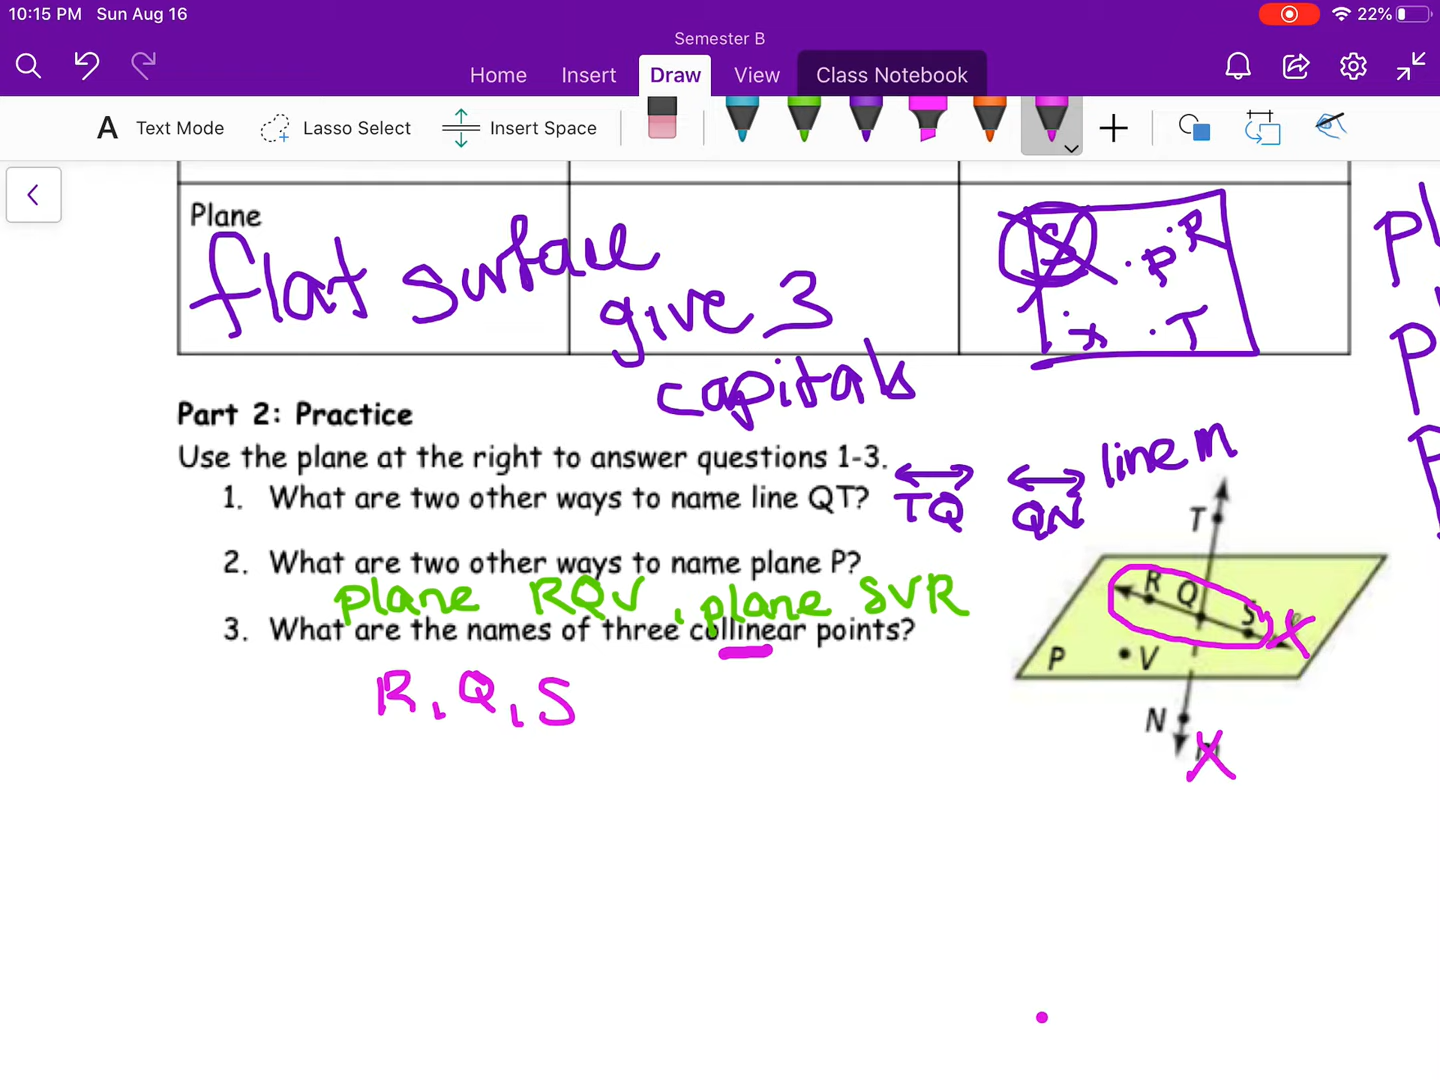 10:15 PM Sun Aug 16
22%
Semester B
Home Insert Draw View Class Notebook
A Text Mode Lasso Select Insert Space
Plane
flat surface
give 3
capitals
S
P R
X T
Part 2: Practice
Use the plane at the right to answer questions 1-3.
line m
1. What are two other ways to name line QT? TQ QN
2. What are two other ways to name plane P?
plane RQV, plane SVR
3. What are the names of three collinear points?
R, Q, S
T
R Q S
P V
N